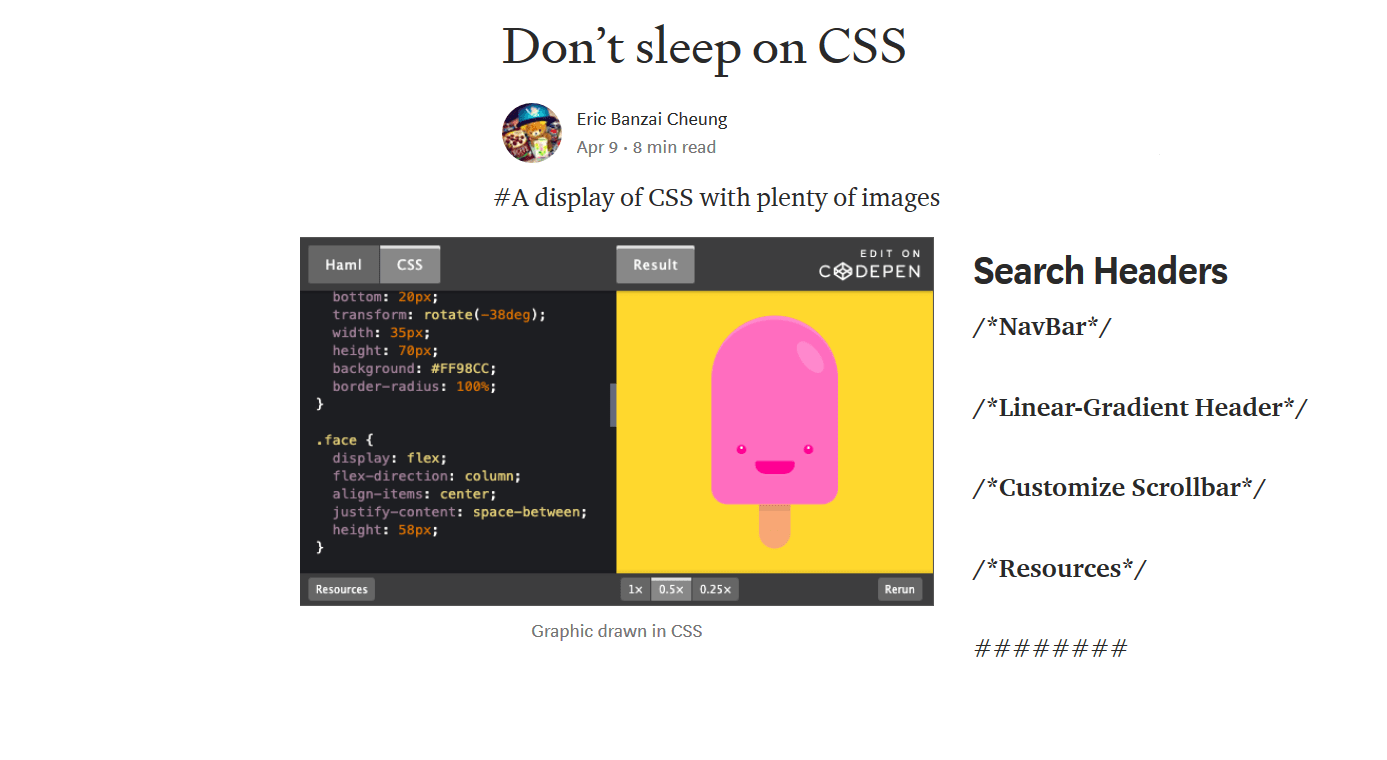 Don’t sleep on CSS
Eric Banzai Cheung
Apr 9 · 8 min read
#A display of CSS with plenty of images
Haml
CSS
Result
EDIT ON
CODEPEN
bottom: 20px;
transform: rotate(-38deg);
width: 35px;
height: 70px;
background: #FF98CC;
border-radius: 100%;
}
.face {
display: flex;
flex-direction: column;
align-items: center;
justify-content: space-between;
height: 58px;
}
Resources
1x
0.5x
0.25x
Rerun
Graphic drawn in CSS
Search Headers
/*NavBar*/
/*Linear-Gradient Header*/
/*Customize Scrollbar*/
/*Resources*/
########